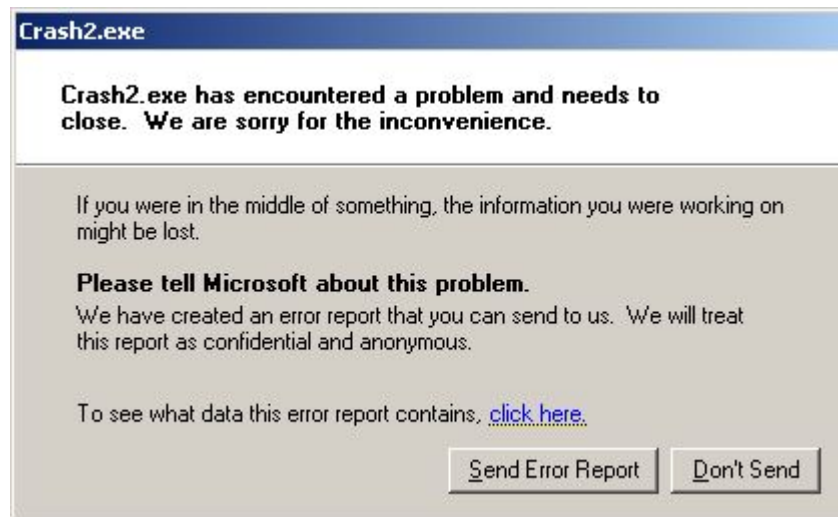 Crash2.exe
Crash2.exe has encountered a problem and needs to
close.  We are sorry for the inconvenience.
If you were in the middle of something, the information you were working on
might be lost.
Please tell Microsoft about this problem.
We have created an error report that you can send to us.  We will treat
this report as confidential and anonymous.
To see what data this error report contains, click here.
Send Error Report Don't Send